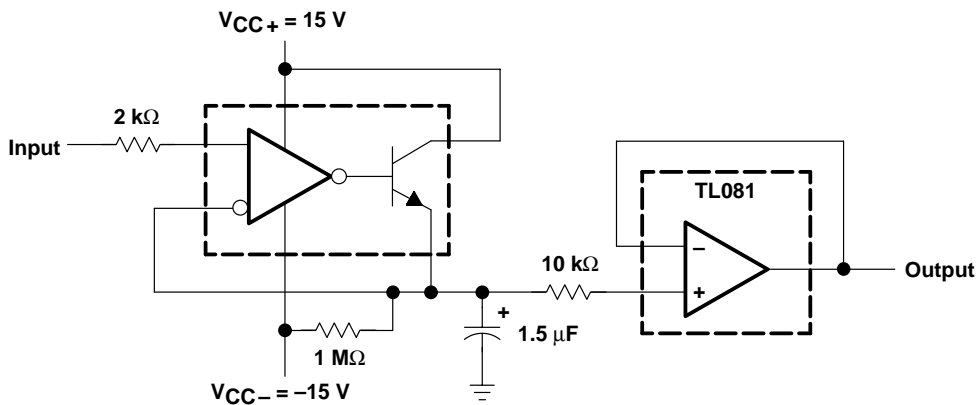 VCC+ = 15 V
2 kΩ
Input
TL081
–
+
Output
10 kΩ
+
1.5 µF
1 MΩ
VCC– = –15 V